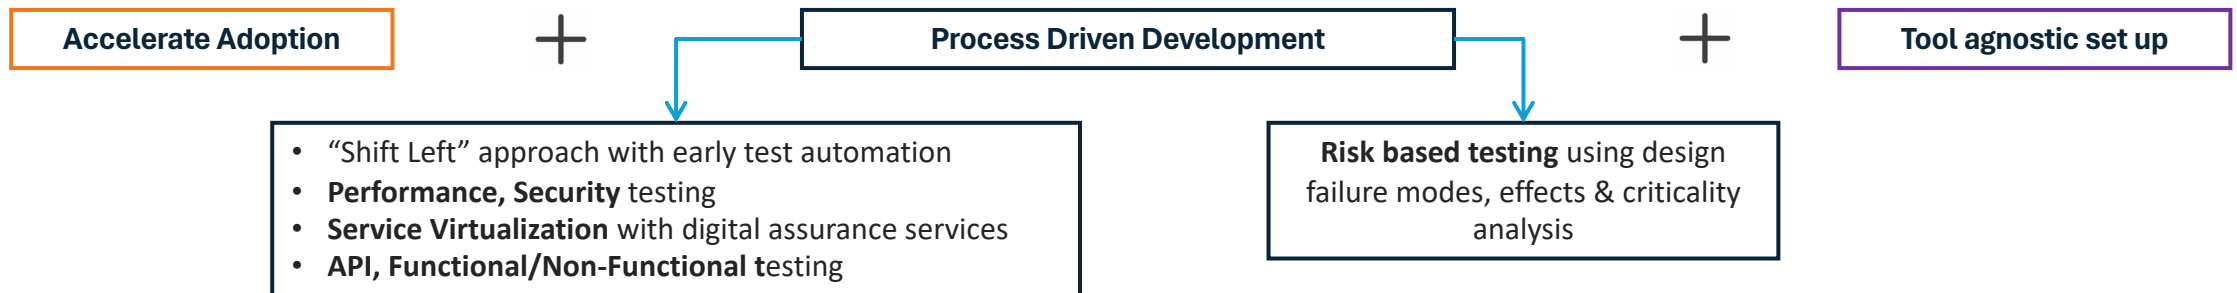 Accelerate Adoption
Process Driven Development
Tool agnostic set up
• “Shift Left” approach with early test automation
• Performance, Security testing
• Service Virtualization with digital assurance services
• API, Functional/Non-Functional testing
Risk based testing using design
failure modes, effects & criticality
analysis